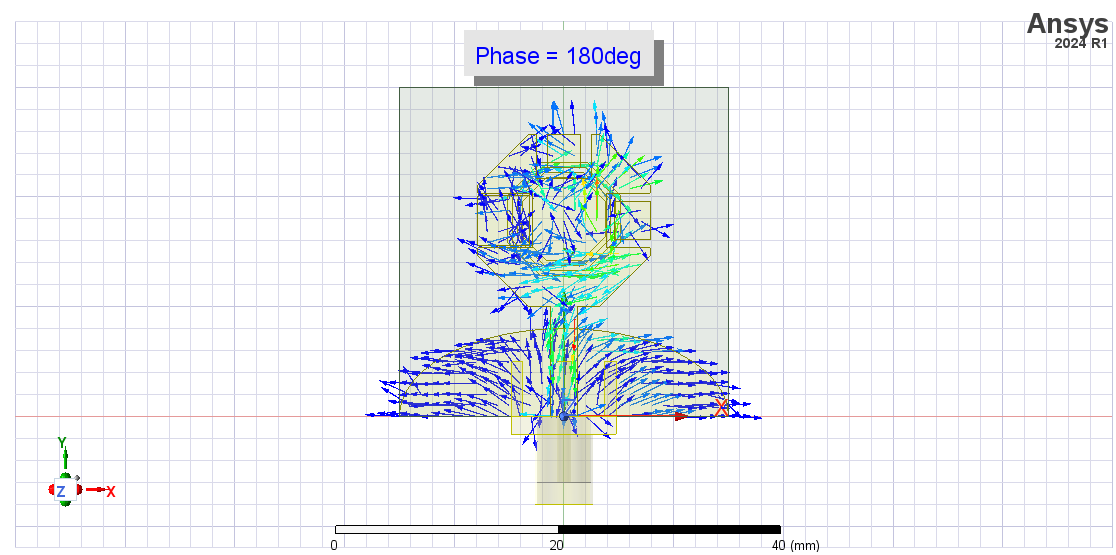 Ansys
2024 R1
Phase = 180deg
Y
Z X
0 20 40 (mm)